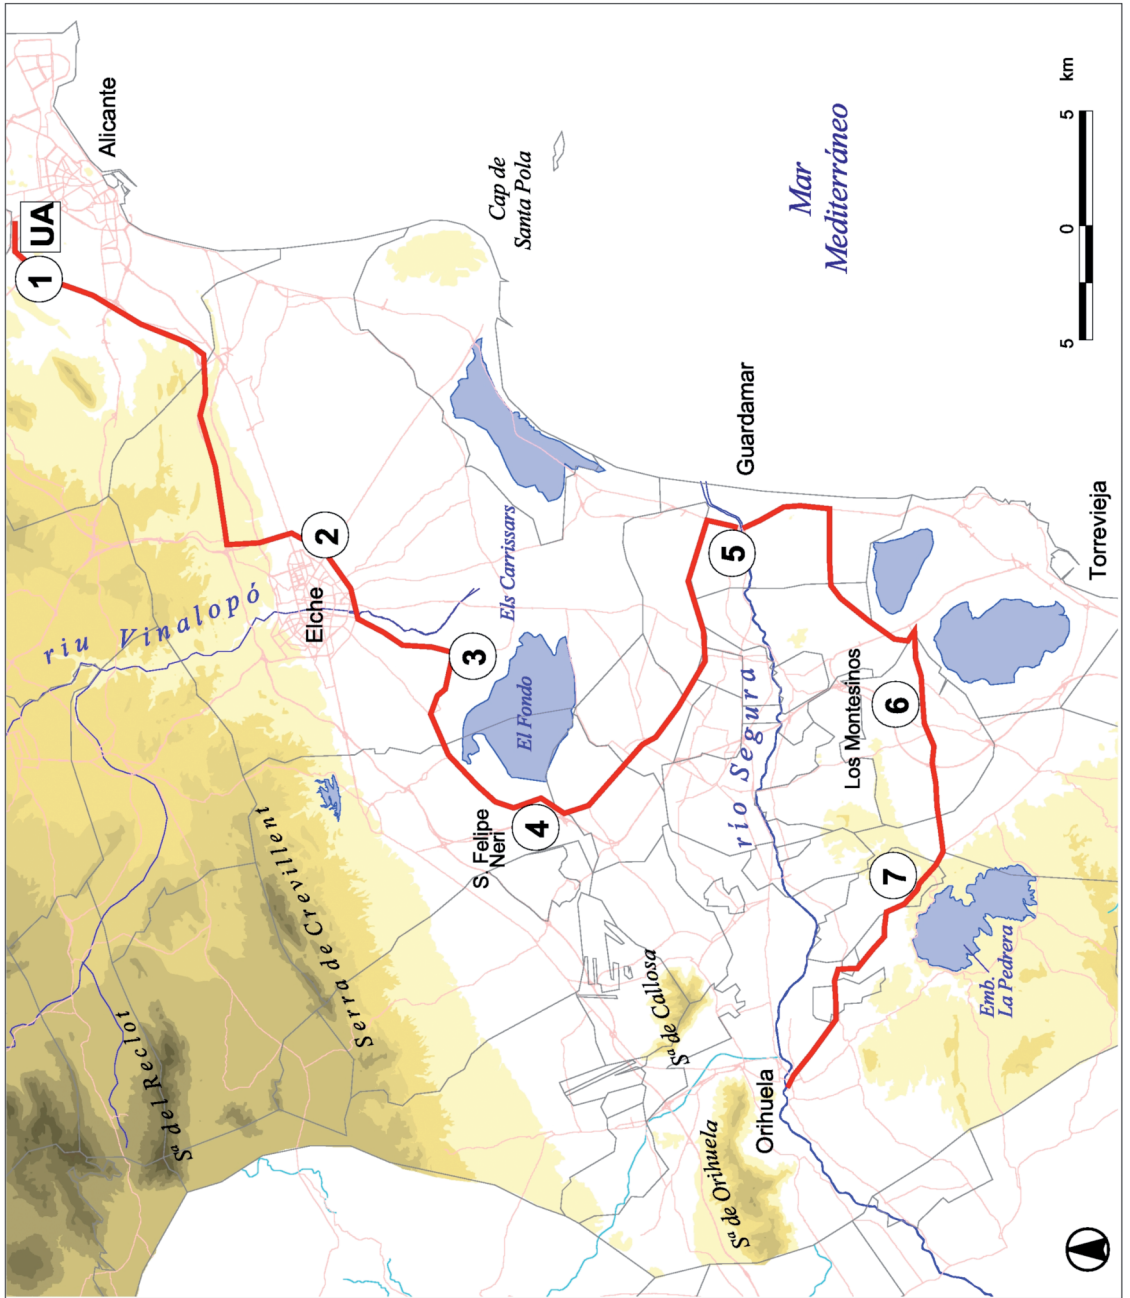 1
UA
Alicante
riu Vinalopó
Sª del Reclot
Serra de Crevillent
Elche
2
3
S. Felipe
Neri
4
Cap de
Santa Pola
Els Carrissars
El Fondo
Sª de Callosa
Sª de Orihuela
río Segura
5
Guardamar
Orihuela
Mar
Mediterráneo
Los Montesinos
6
7
Emb.
La Pedrera
5 0 5 km
Torrevieja